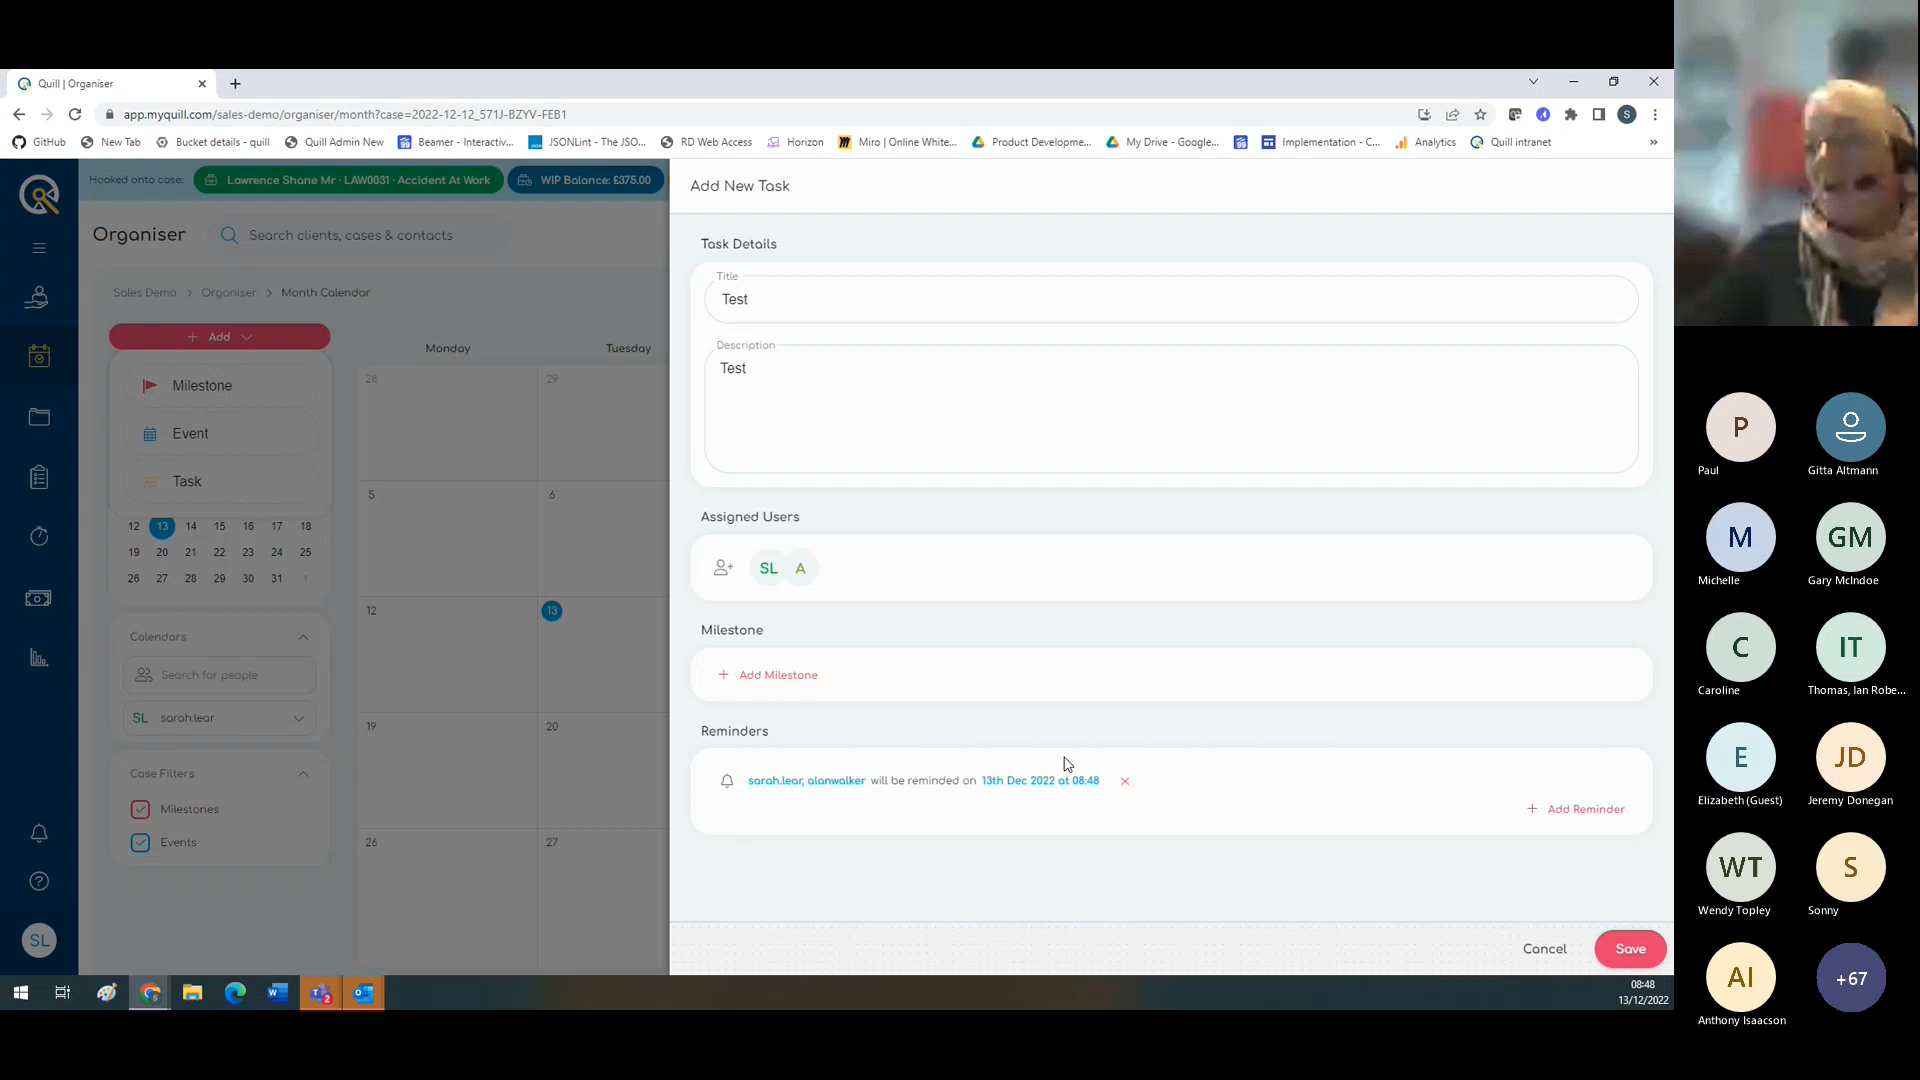 Quill | Organiser
app.myquill.com/sales-demo/organiser/month?case=2022-12-12_571J-BZYV-FEB1
S
GitHub
New Tab
Bucket details - quill
Quill Admin New
Beamer - Interactiv...
JSONLint - The JSO...
RD Web Access
Horizon
Miro | Online White...
Product Developme...
My Drive - Google...
Implementation - C...
Analytics
Quill intranet
»
Hooked onto case:
Lawrence Shane Mr · LAW0031 · Accident At Work
WIP Balance: £375.00
Organiser
Search clients, cases & contacts
Sales Demo > Organiser > Month Calendar
+ Add
Milestone
Event
Task
12 13 14 15 16 17 18
19 20 21 22 23 24 25
26 27 28 29 30 31 1
Calendars
Search for people
SL sarah.lear
Case Filters
Milestones
Events
SL
Monday Tuesday
28 29
5 6
12 13
19 20
26 27
Add New Task
Task Details
Title
Test
Description
Test
Assigned Users
SL A
Milestone
+ Add Milestone
Reminders
sarah.lear, alanwalker will be reminded on 13th Dec 2022 at 08:48
+ Add Reminder
Cancel Save
2
08:48
13/12/2022
P
Paul
Gitta Altmann
M
Michelle
GM
Gary McIndoe
C
Caroline
IT
Thomas, Ian Robe...
E
Elizabeth (Guest)
JD
Jeremy Donegan
WT
Wendy Topley
S
Sonny
AI
Anthony Isaacson
+67